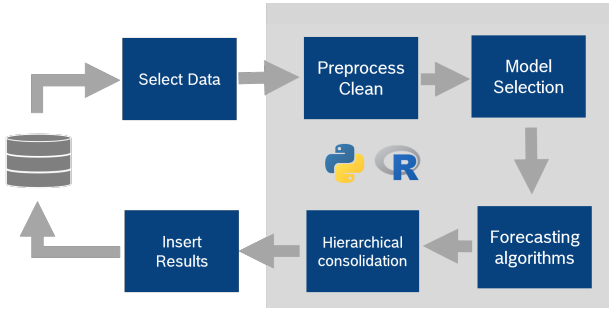 Select Data
Preprocess
Clean
Model
Selection
R
Insert
Results
Hierarchical
consolidation
Forecasting
algorithms